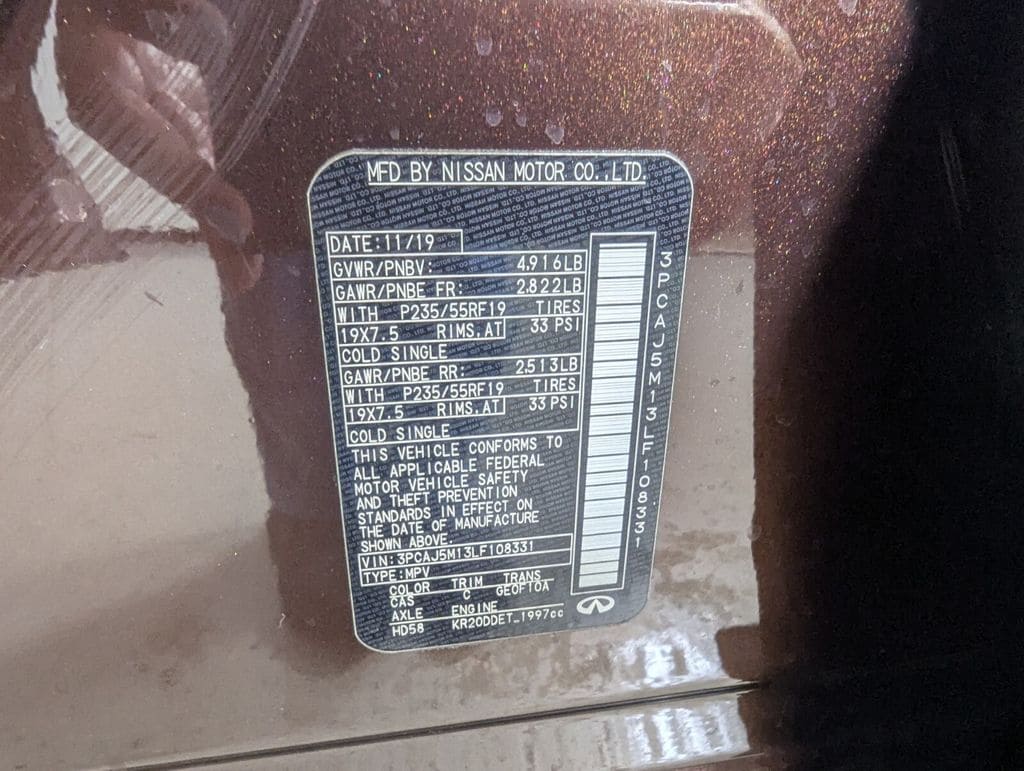 MFD BY NISSAN MOTOR CO.,LTD.
DATE:11/19
GVWR/PNBV: 4,916LB
GAWR/PNBE FR: 2,822LB
WITH P235/55RF19 TIRES
19X7.5 RIMS.AT 33 PSI
COLD SINGLE
GAWR/PNBE RR: 2,513LB
WITH P235/55RF19 TIRES
19X7.5 RIMS.AT 33 PSI
COLD SINGLE
THIS VEHICLE CONFORMS TO
ALL APPLICABLE FEDERAL
MOTOR VEHICLE SAFETY
AND THEFT PREVENTION
STANDARDS IN EFFECT ON
THE DATE OF MANUFACTURE
SHOWN ABOVE.
VIN:3PCAJ5M13LF108331
TYPE:MPV
COLOR TRIM TRANS
CAS C GE0F10A
AXLE ENGINE
HD58 KR20DDET_1997cc
3PCAJ5M13LF108331